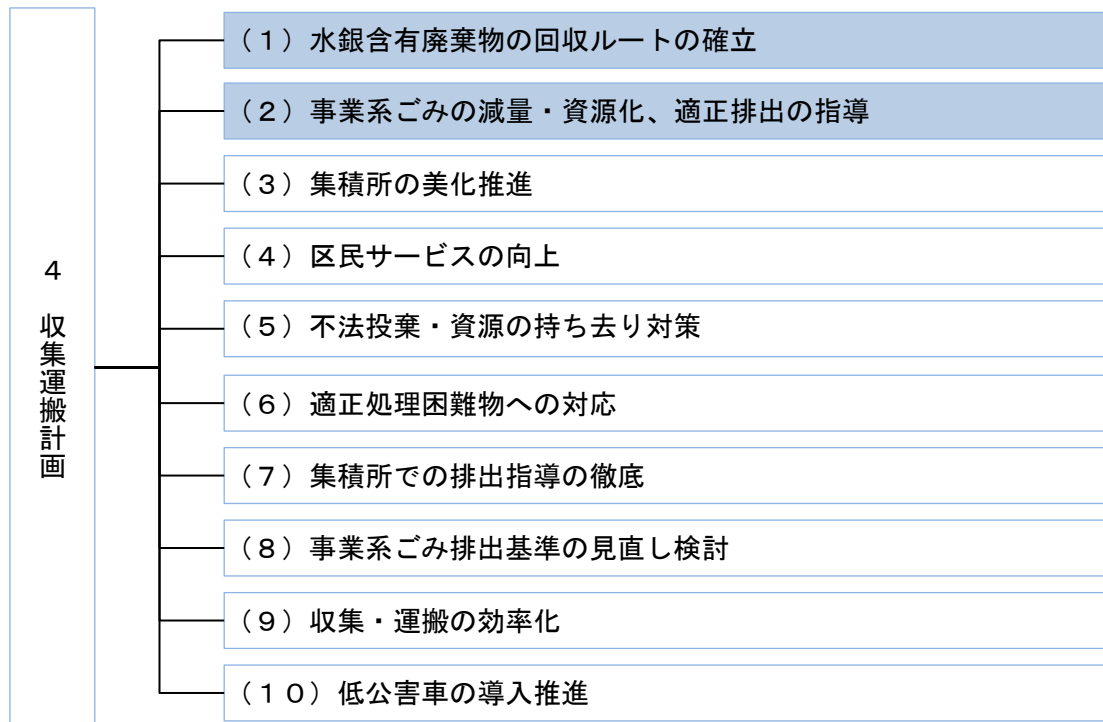 ４　収集運搬計画
（１）水銀含有廃棄物の回収ルートの確立
（２）事業系ごみの減量・資源化、適正排出の指導
（３）集積所の美化推進
（４）区民サービスの向上
（５）不法投棄・資源の持ち去り対策
（６）適正処理困難物への対応
（７）集積所での排出指導の徹底
（８）事業系ごみ排出基準の見直し検討
（９）収集・運搬の効率化
（１０）低公害車の導入推進